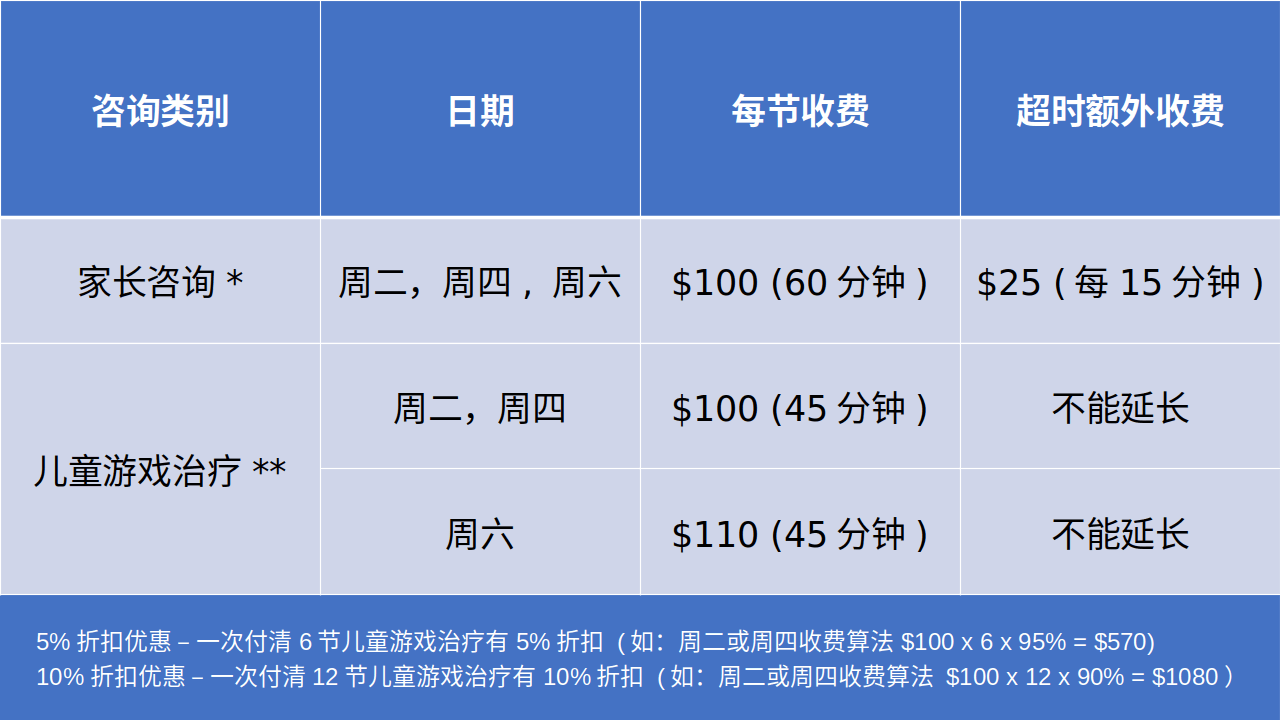 咨询类别 日期 每节收费 超时额外收费
家长咨询 * 周二，周四 , 周六 $100 (60 分钟 ) $25 ( 每 15 分钟 )
周二，周四 $100 (45 分钟 ) 不能延长
儿童游戏治疗 **
周六 $110 (45 分钟 ) 不能延长
5% 折扣优惠 – 一次付清 6 节儿童游戏治疗有 5% 折扣 ( 如：周二或周四收费算法 $100 x 6 x 95% = $570)
10% 折扣优惠 – 一次付清 12 节儿童游戏治疗有 10% 折扣 ( 如：周二或周四收费算法 $100 x 12 x 90% = $1080 ）